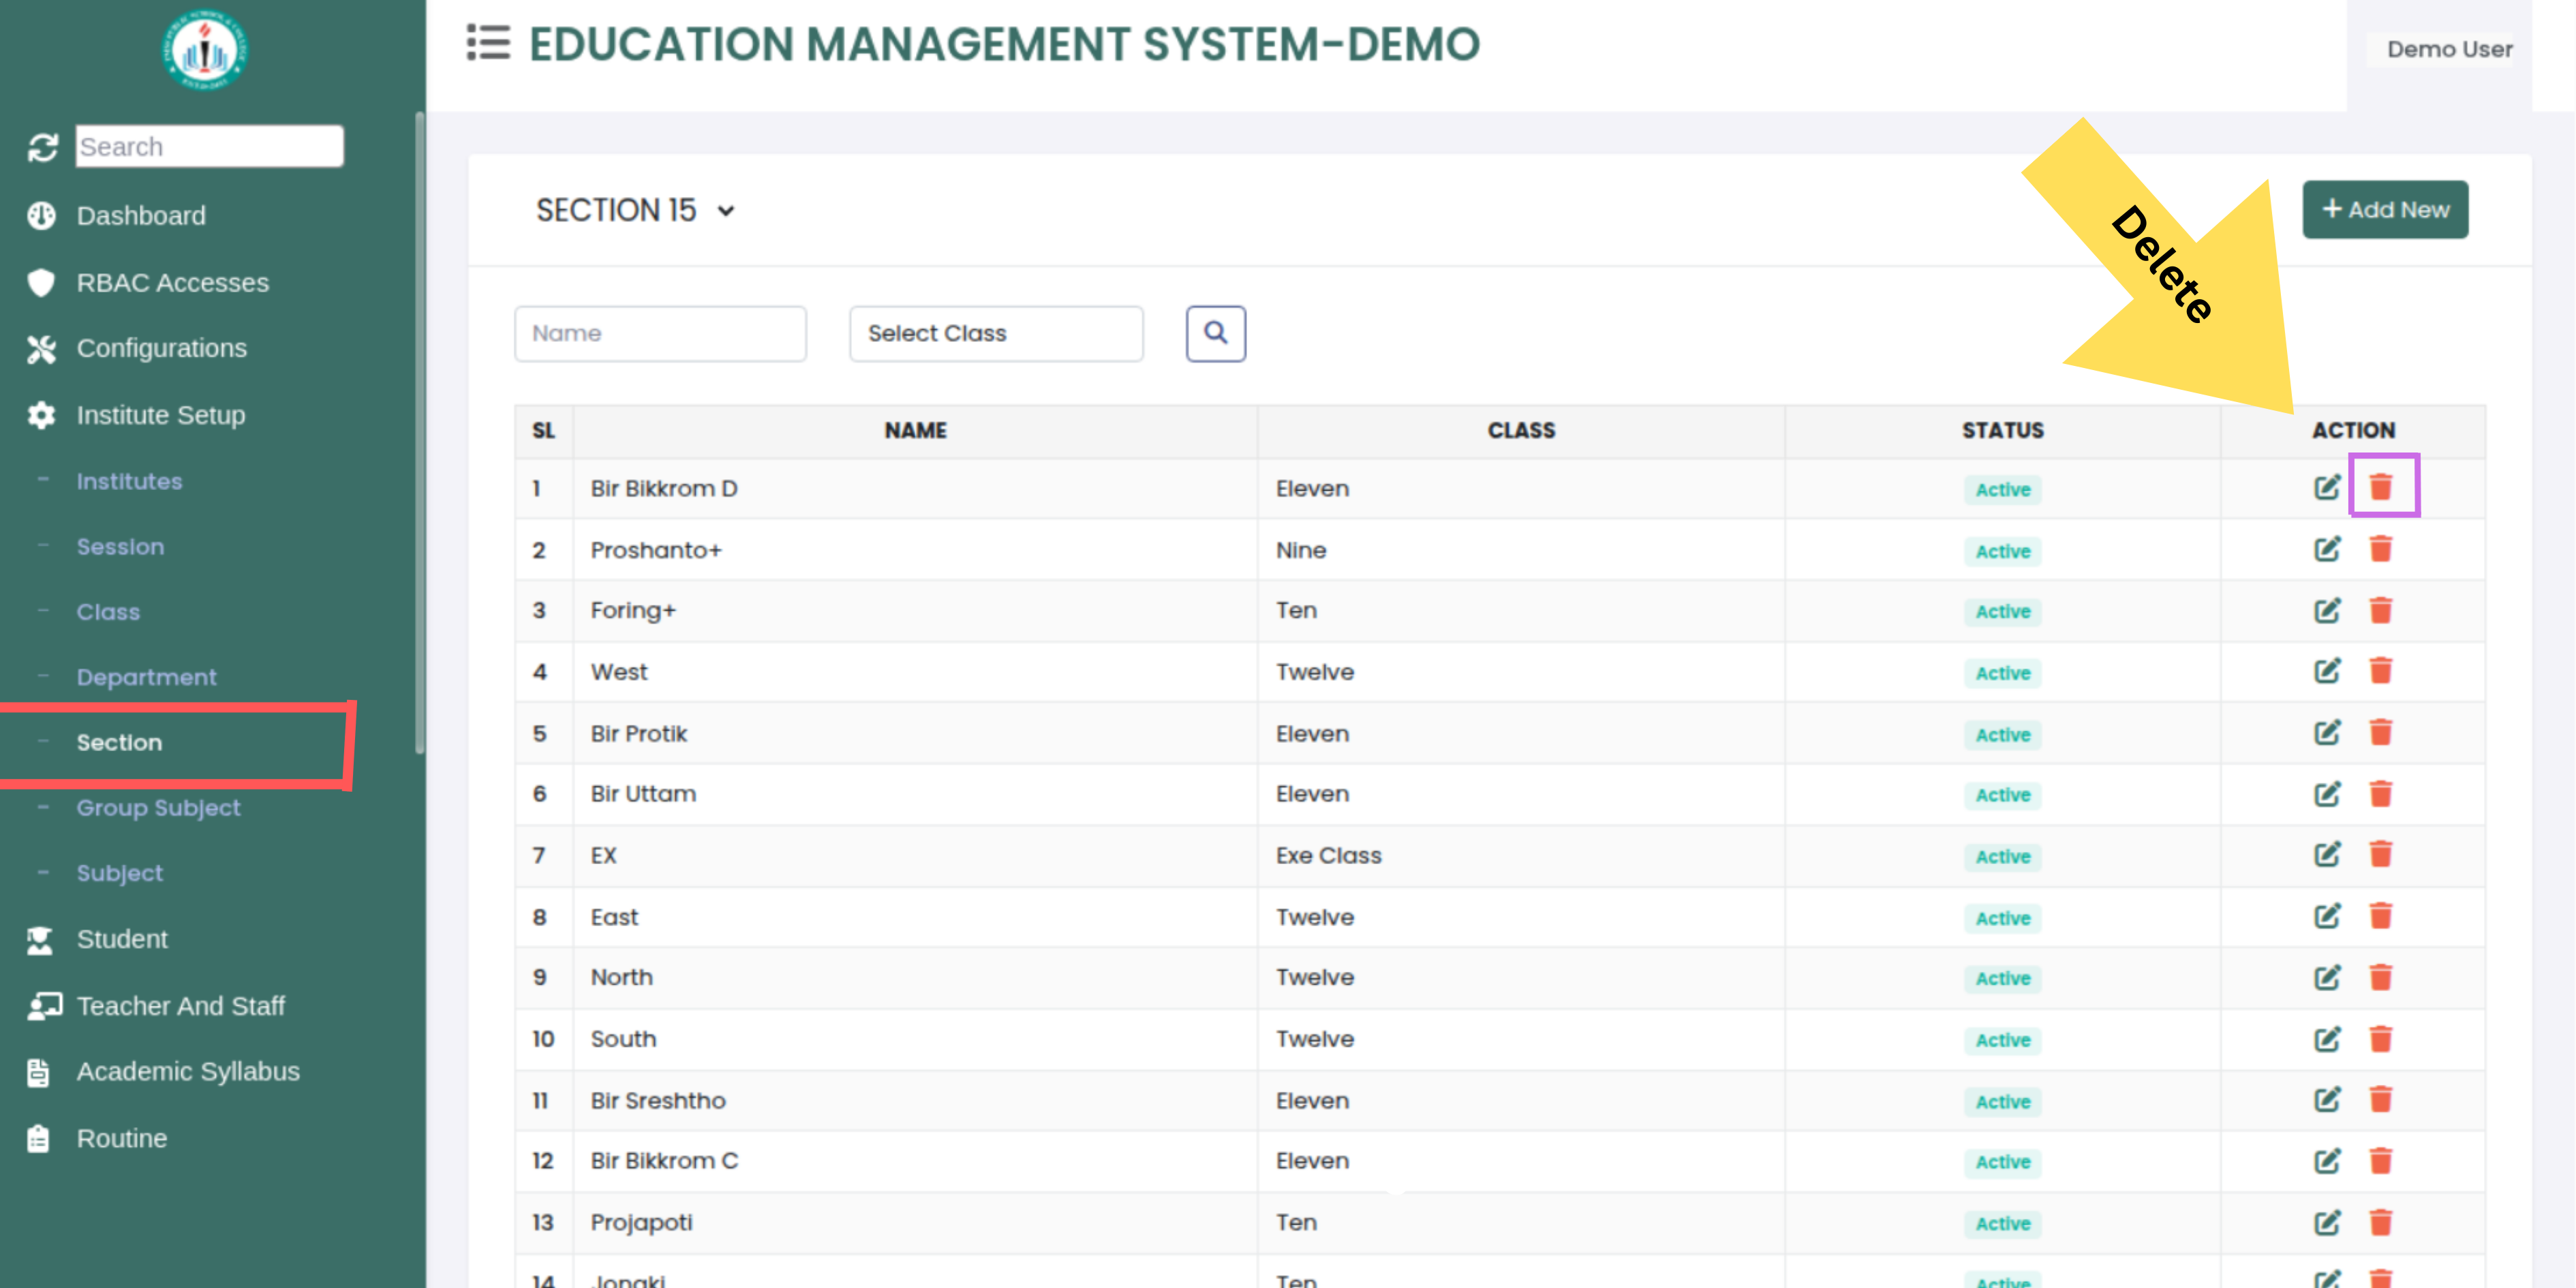 EDUCATION MANAGEMENT SYSTEM-DEMO
Demo User
Search
Dashboard
RBAC Accesses
Configurations
Institute Setup
- Institutes
- Session
- Class
- Department
- Section
- Group Subject
- Subject
Student
Teacher And Staff
Academic Syllabus
Routine
SECTION 15
+ Add New
Delete
Name
Select Class
SL NAME CLASS STATUS ACTION
1 Bir Bikkrom D Eleven Active
2 Proshanto+ Nine Active
3 Foring+ Ten Active
4 West Twelve Active
5 Bir Protik Eleven Active
6 Bir Uttam Eleven Active
7 EX Exe Class Active
8 East Twelve Active
9 North Twelve Active
10 South Twelve Active
11 Bir Sreshtho Eleven Active
12 Bir Bikkrom C Eleven Active
13 Projapoti Ten Active
14 Jonaki Ten Active